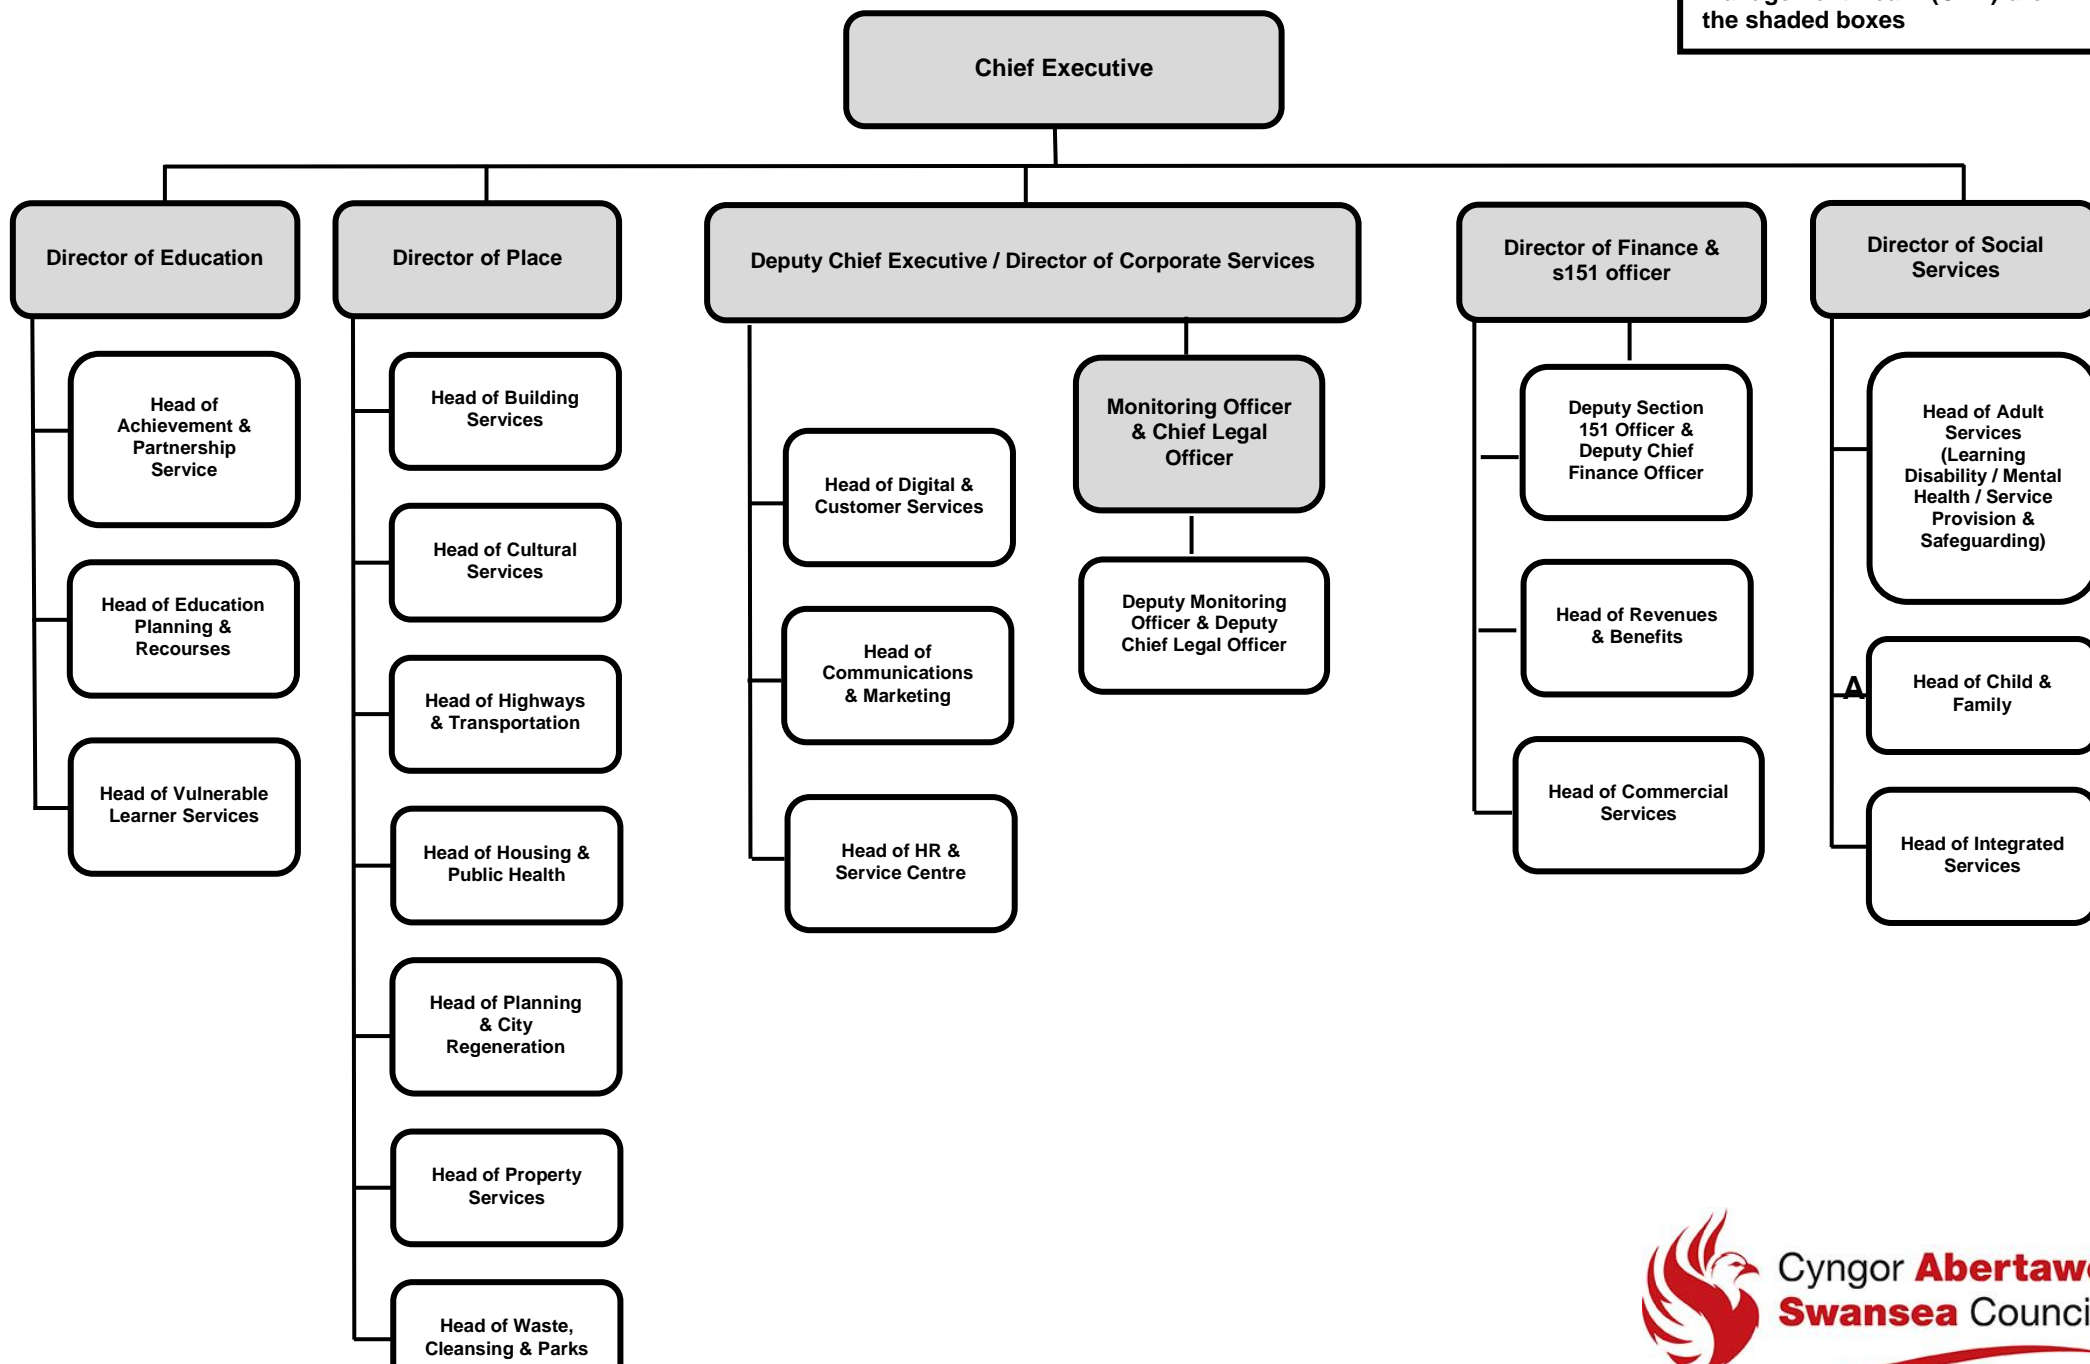 the shaded boxes
Chief Executive
Director of Education
Director of Place
Deputy Chief Executive / Director of Corporate Services
Director of Finance &
s151 officer
Director of Social
Services
Head of
Achievement &
Partnership
Service
Head of Education
Planning &
Recourses
Head of Vulnerable
Learner Services
Head of Building
Services
Head of Cultural
Services
Head of Highways
& Transportation
Head of Housing &
Public Health
Head of Planning
& City
Regeneration
Head of Property
Services
Head of Waste,
Cleansing & Parks
Head of Digital &
Customer Services
Head of
Communications
& Marketing
Head of HR &
Service Centre
Monitoring Officer
& Chief Legal
Officer
Deputy Monitoring
Officer & Deputy
Chief Legal Officer
Deputy Section
151 Officer &
Deputy Chief
Finance Officer
Head of Revenues
& Benefits
Head of Commercial
Services
Head of Adult
Services
(Learning
Disability / Mental
Health / Service
Provision &
Safeguarding)
A
Head of Child &
Family
Head of Integrated
Services
Cyngor Abertawe
Swansea Council